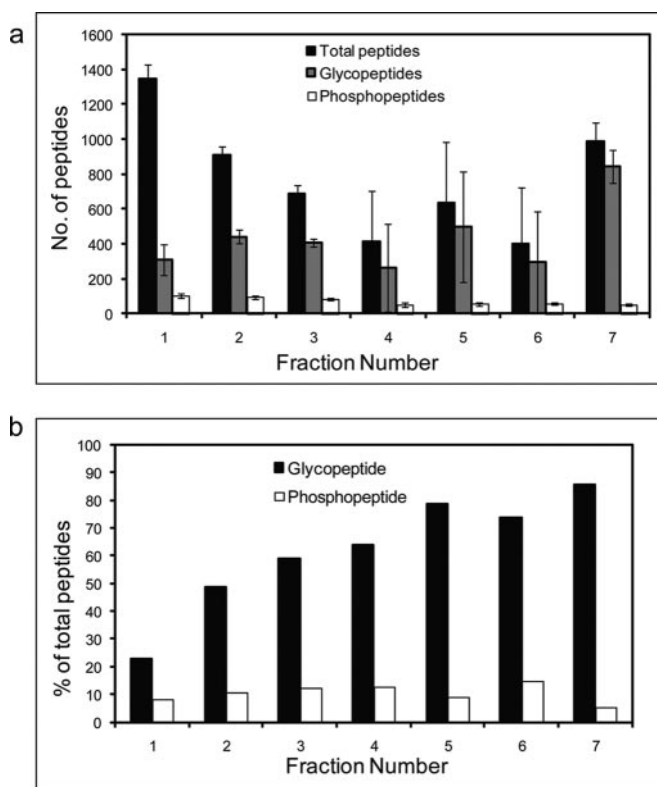 a
1600
1400
1200
1000
800
600
400
200
0
No. of peptides
Total peptides
Glycopeptides
Phosphopeptides
1 2 3 4 5 6 7
Fraction Number
b
100
90
80
70
60
50
40
30
20
10
0
% of total peptides
Glycopeptide
Phosphopeptide
1 2 3 4 5 6 7
Fraction Number